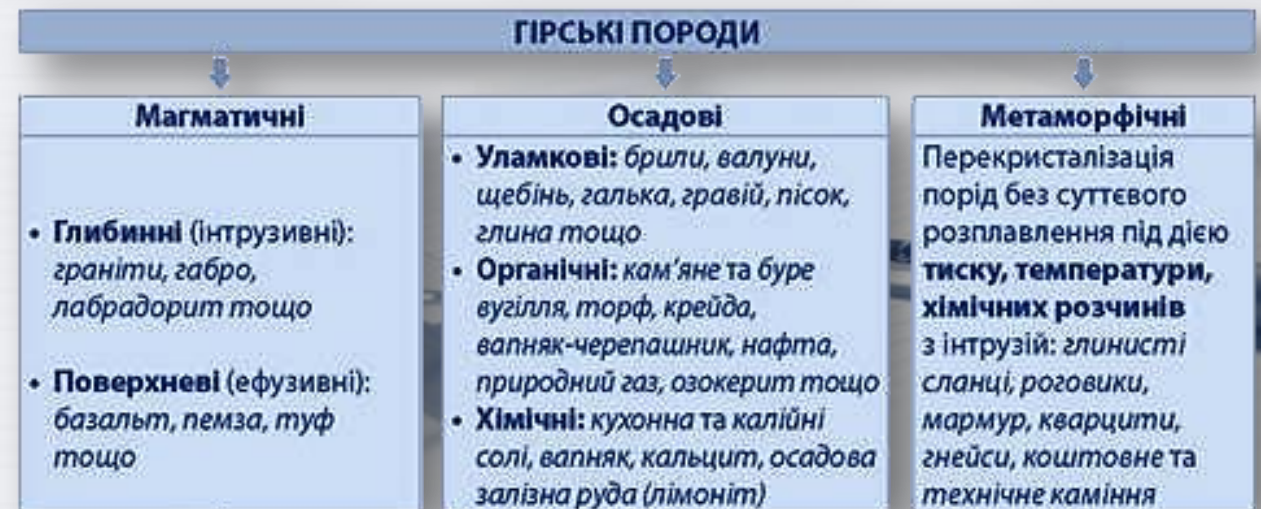 ГІРСЬКІ ПОРОДИ
Магматичні
• Глибинні (інтрузивні):
граніти, габро,
лабрадорит тощо
• Поверхневі (ефузивні):
базальт, пемза, туф
тощо
Осадові
• Уламкові: брили, валуни,
щебінь, галька, гравій, пісок,
глина тощо
• Органічні: кам’яне та буре
вугілля, торф, крейда,
вапняк-черепашник, нафта,
природний газ, озокерит тощо
• Хімічні: кухонна та калійні
солі, вапняк, кальцит, осадова
залізна руда (лімоніт)
Метаморфічні
Перекристалізація
порід без суттєвого
розплавлення під дією
тиску, температури,
хімічних розчинів
з інтрузій: глинисті
сланці, роговики,
мармур, кварцити,
гнейси, коштовне та
технічне каміння